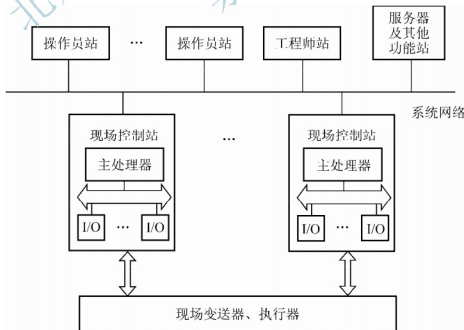 操作员站 … 操作员站 工程师站 服务器
及其他
功能站
系统网络
现场控制站 … 现场控制站
主处理器 主处理器
I/O … I/O I/O … I/O
现场变送器、执行器